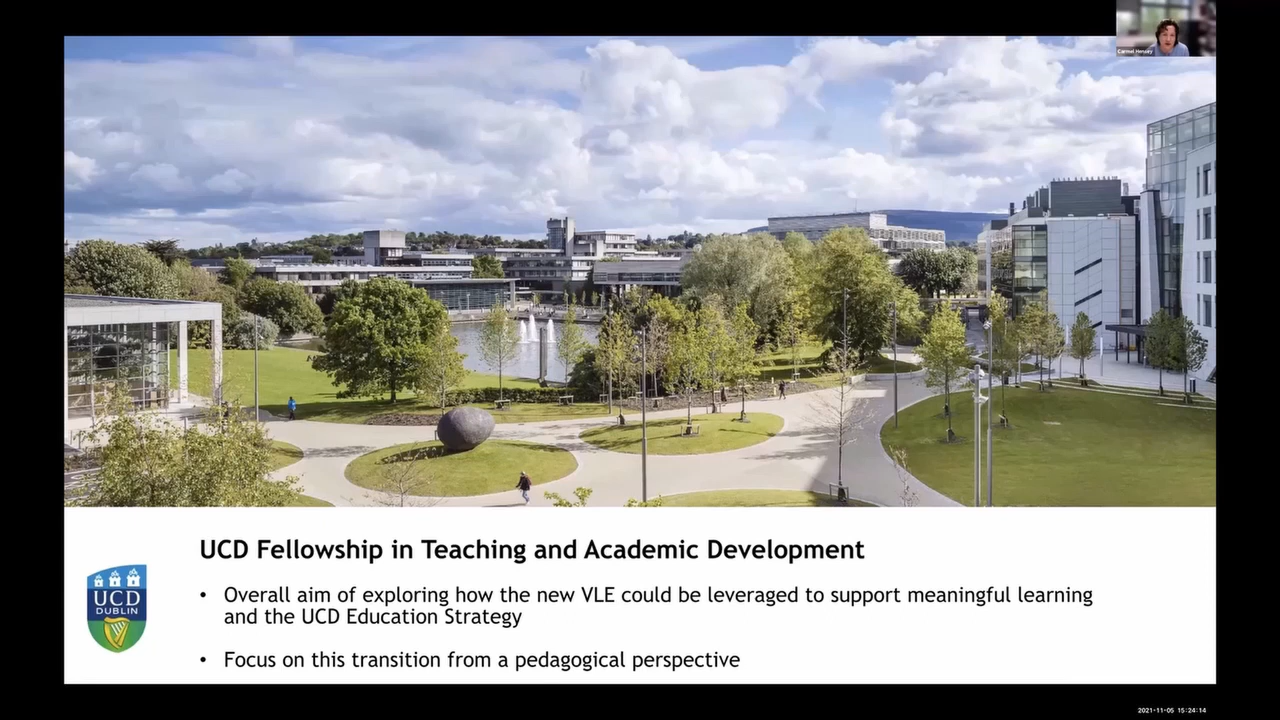 Carmel Hensey
UCD Fellowship in Teaching and Academic Development
• Overall aim of exploring how the new VLE could be leveraged to support meaningful learning
and the UCD Education Strategy
• Focus on this transition from a pedagogical perspective
UCD
DUBLIN
2021-11-05 15:24:14